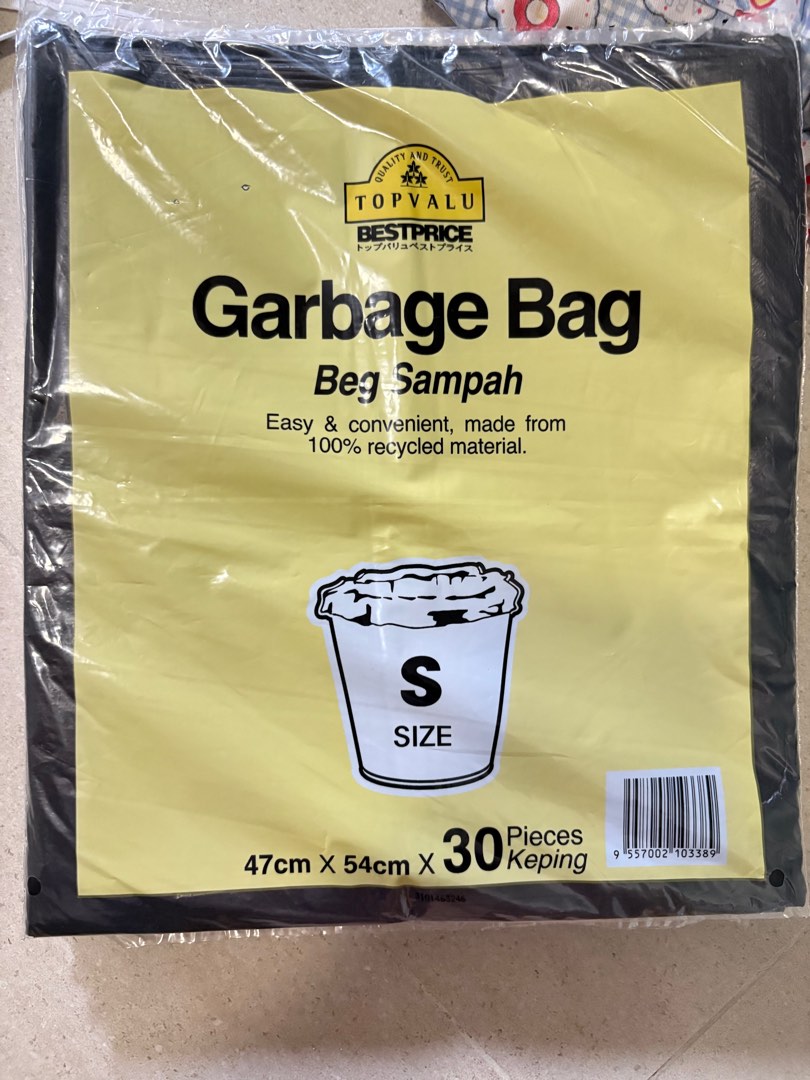 QUALITY AND TRUST
TOPVALU
BESTPRICE
トップバリュベストプライス
Garbage Bag
Beg Sampah
Easy & convenient, made from
100% recycled material.
S
SIZE
47cm X 54cm X 30 Pieces
Keping
9 557002 103389